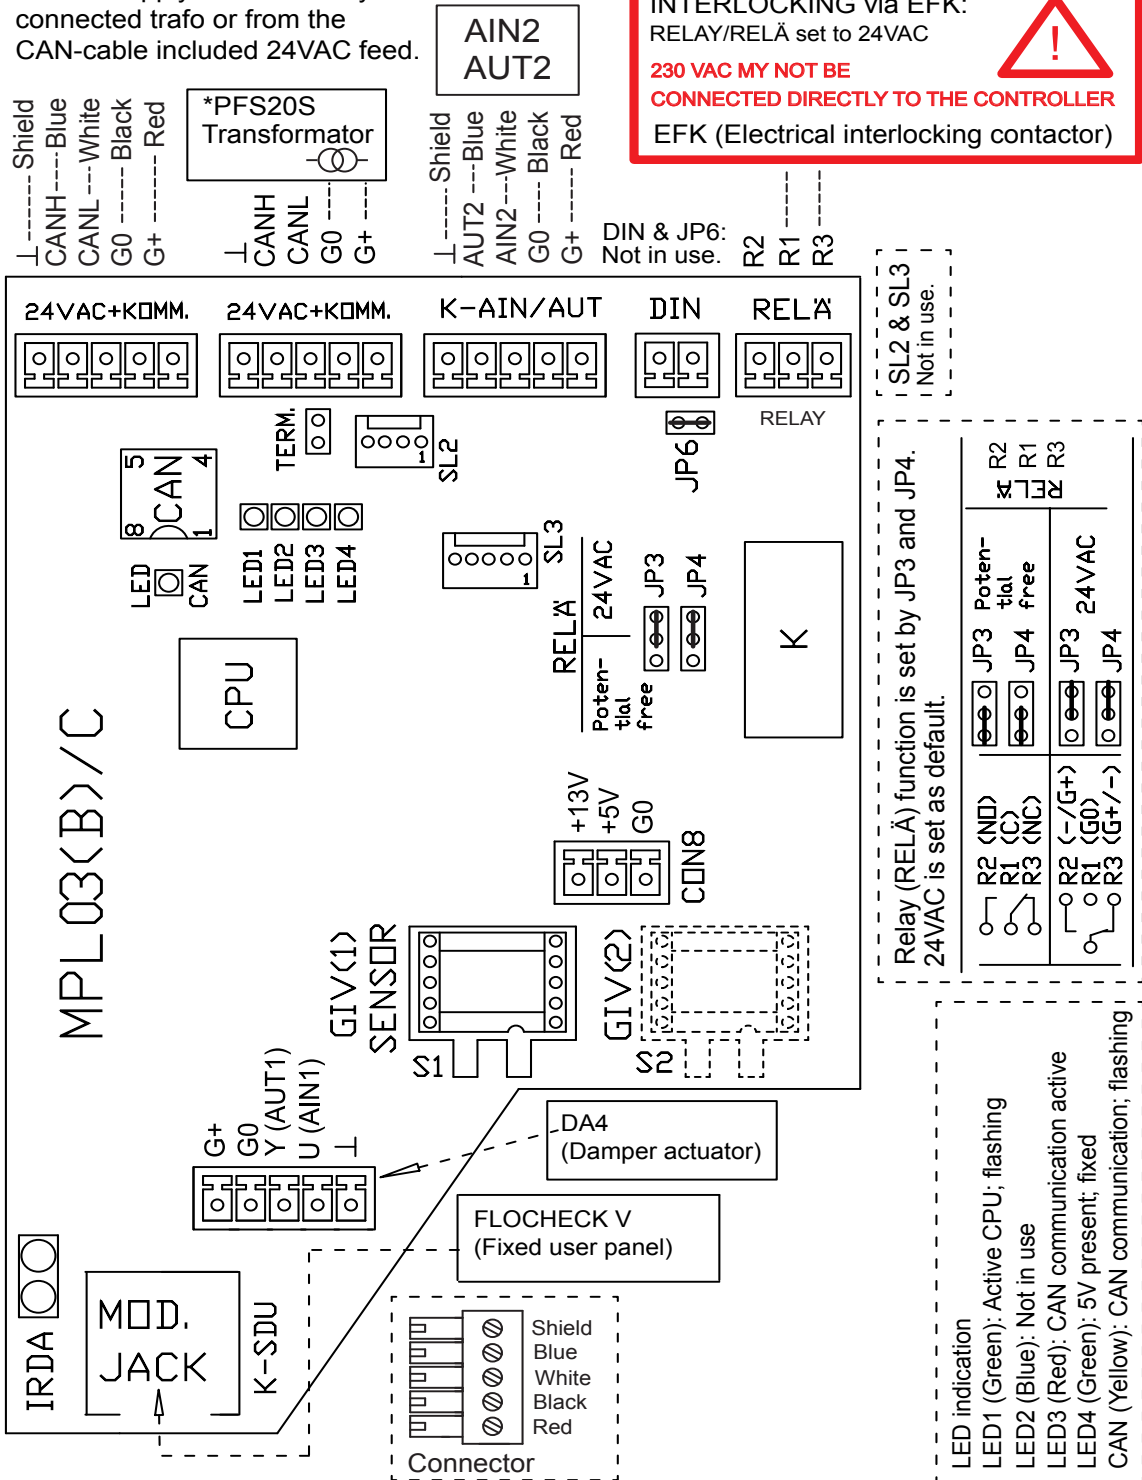 connected trafo or from the
CAN-cable included 24VAC feed.
AIN2
AUT2
INTERLOCKING via EFK:
RELAY/RELÄ set to 24VAC
!
230 VAC MY NOT BE
CONNECTED DIRECTLY TO THE CONTROLLER
EFK (Electrical interlocking contactor)
*PFS20S
Transformator
⊥ ------ Shield
CANH --- Blue
CANL --- White
G0 ------ Black
G+ ------ Red
⊥
CANH
CANL
G0
G+
⊥ ------ Shield
AUT2 --- Blue
AIN2 --- White
G0 ---- Black
G+ ---- Red
DIN & JP6:
Not in use.
R2
R1
R3
SL2 & SL3
Not in use.
24VAC+KOMM.
24VAC+KOMM.
K-AIN/AUT
DIN
RELÄ
RELAY
TERM.
1
SL2
JP6
5
4
CAN
8
1
LED
CAN
LED1
LED2
LED3
LED4
1
SL3
RELÄ
24VAC
Poten-
tial
free
JP3
JP4
K
CPU
MPL03(B)/C
+13V
+5V
G0
CON8
GIV(1)
SENSOR
S1
GIV(2)
S2
Relay (RELÄ) function is set by JP3 and JP4.
24VAC is set as default.
RELÄ
R2
R1
R3
Poten-
tial
free
JP3
JP4
R2 (NO)
R1 (C)
R3 (NC)
24VAC
JP3
JP4
R2 (-/G+)
R1 (G0)
R3 (G+/-)
G+
G0
Y (AUT1)
U (AIN1)
⊥
DA4
(Damper actuator)
FLOCHECK V
(Fixed user panel)
IRDA
MOD.
JACK
K-SDU
Shield
Blue
White
Black
Red
Connector
LED indication
LED1 (Green): Active CPU; flashing
LED2 (Blue): Not in use
LED3 (Red): CAN communication active
LED4 (Green): 5V present; fixed
CAN (Yellow): CAN communication; flashing